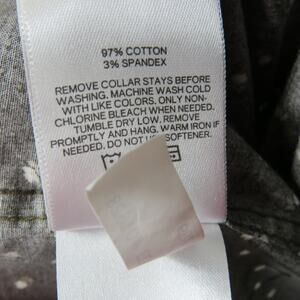 97% COTTON
3% SPANDEX
REMOVE COLLAR STAYS BEFORE
WASHING. MACHINE WASH COLD
WITH LIKE COLORS. ONLY NON-
CHLORINE BLEACH WHEN NEEDED.
TUMBLE DRY LOW. REMOVE
PROMPTLY AND HANG. WARM IRON IF
NEEDED. DO NOT USE SOFTENER.